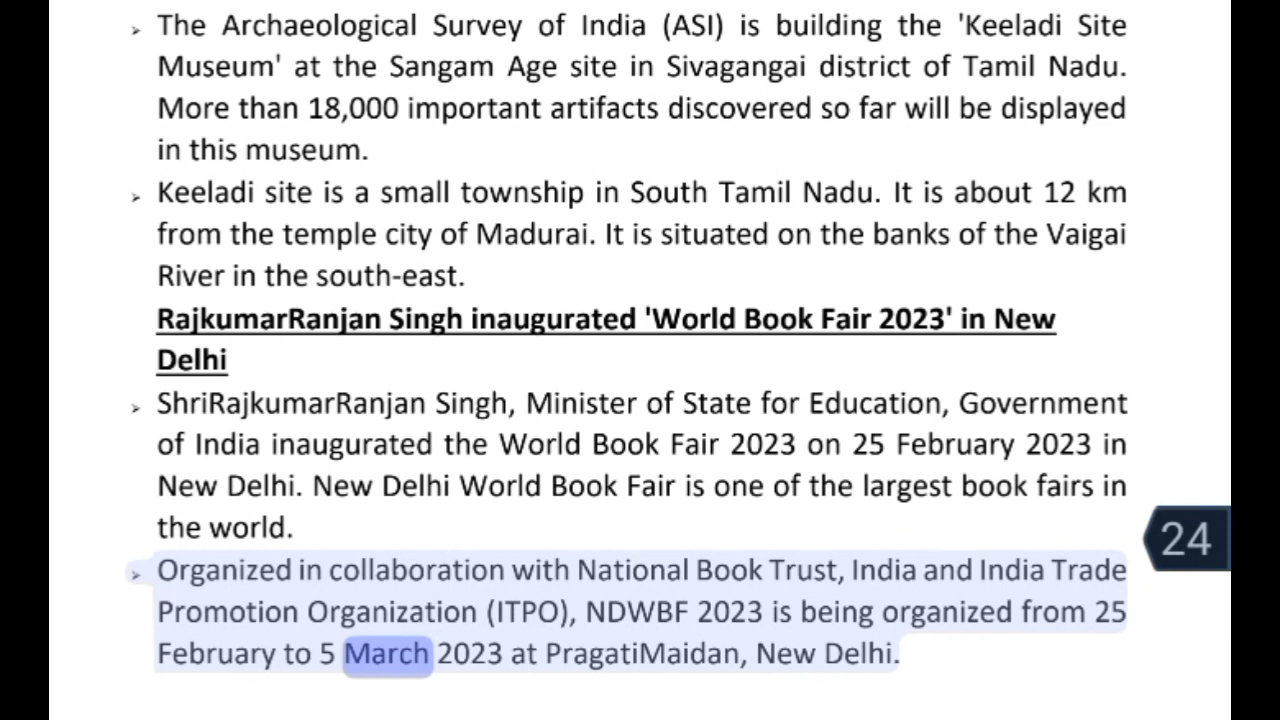 The Archaeological Survey of India (ASI) is building the 'Keeladi Site
Museum' at the Sangam Age site in Sivagangai district of Tamil Nadu.
More than 18,000 important artifacts discovered so far will be displayed
in this museum.
Keeladi site is a small township in South Tamil Nadu. It is about 12 km
from the temple city of Madurai. It is situated on the banks of the Vaigai
River in the south-east.
RajkumarRanjan Singh inaugurated 'World Book Fair 2023' in New
Delhi
ShriRajkumarRanjan Singh, Minister of State for Education, Government
of India inaugurated the World Book Fair 2023 on 25 February 2023 in
New Delhi. New Delhi World Book Fair is one of the largest book fairs in
the world.
24
Organized in collaboration with National Book Trust, India and India Trade
Promotion Organization (ITPO), NDWBF 2023 is being organized from 25
February to 5 March 2023 at PragatiMaidan, New Delhi.